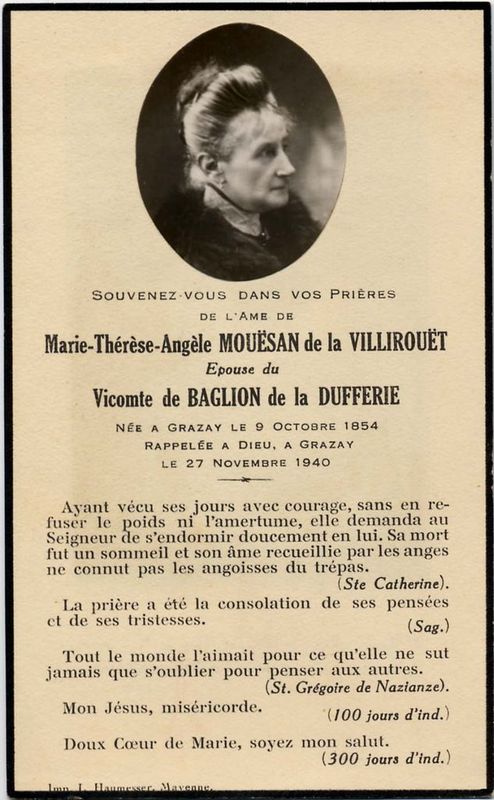 SOUVENEZ-VOUS DANS VOS PRIÈRES
DE L'AME DE
Marie-Thérèse-Angèle MOUËSAN de la VILLIROUËT
Epouse du
Vicomte de BAGLION de la DUFFERIE
NÉE A GRAZAY LE 9 OCTOBRE 1854
RAPPELÉE A DIEU, A GRAZAY
LE 27 NOVEMBRE 1940
Ayant vécu ses jours avec courage, sans en re-
fuser le poids ni l'amertume, elle demanda au
Seigneur de s'endormir doucement en lui. Sa mort
fut un sommeil et son âme recueillie par les anges
ne connut pas les angoisses du trépas.
(Ste Catherine).
La prière a été la consolation de ses pensées
et de ses tristesses.
(Sag.)
Tout le monde l'aimait pour ce qu'elle ne sut
jamais que s'oublier pour penser aux autres.
(St. Grégoire de Nazianze).
Mon Jésus, miséricorde.
(100 jours d'ind.)
Doux Cœur de Marie, soyez mon salut.
(300 jours d'ind.)
Imp. J. Haumesser, Mayenne.